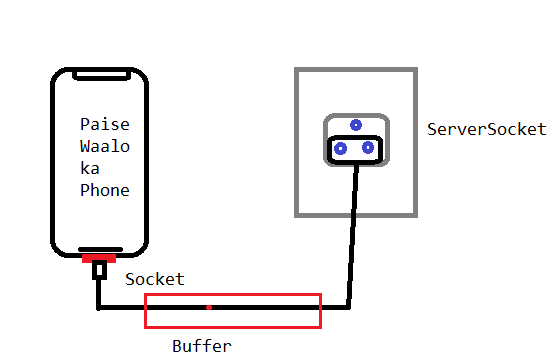 Paise
Waalo
ka
Phone
ServerSocket
Socket
Buffer